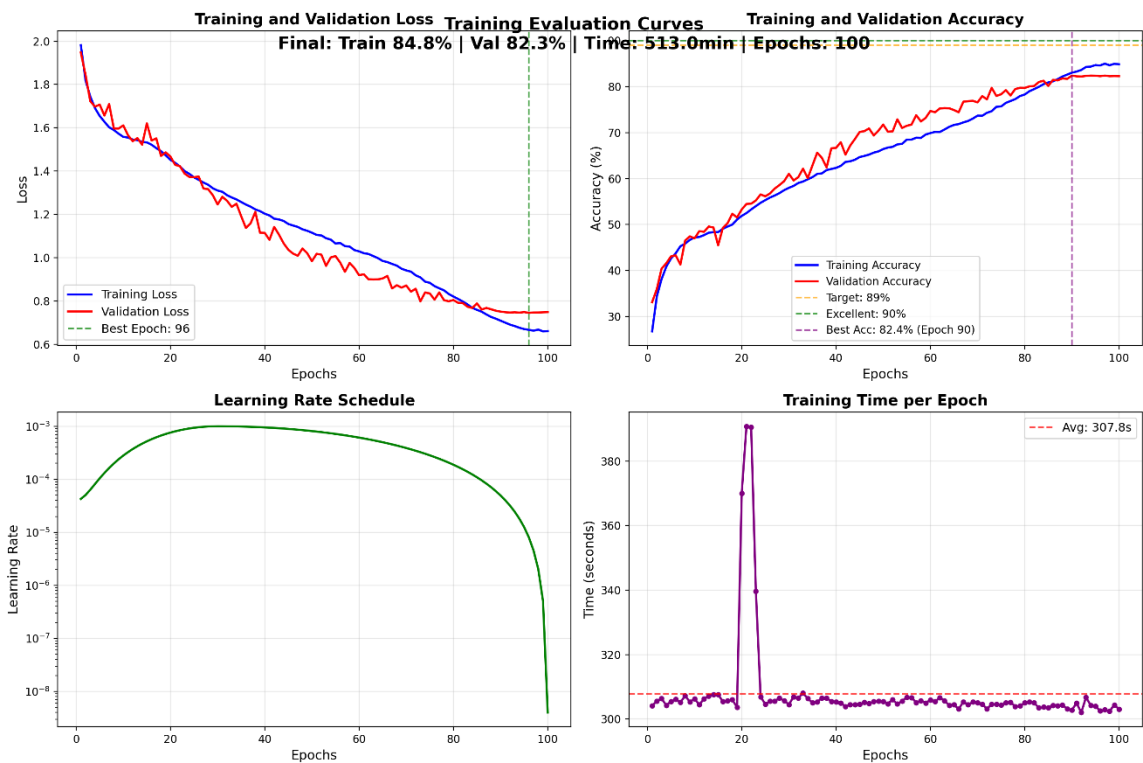 Training Evaluation Curves
Final: Train 84.8% | Val 82.3% | Time: 513.0min | Epochs: 100
Training and Validation Loss
2.0
1.8
1.6
1.4
1.2
1.0
0.8
0.6
Loss
Training Loss
Validation Loss
Best Epoch: 96
0 20 40 60 80 100
Epochs
Training and Validation Accuracy
90
80
70
60
50
40
30
Accuracy (%)
Training Accuracy
Validation Accuracy
Target: 89%
Excellent: 90%
Best Acc: 82.4% (Epoch 90)
0 20 40 60 80 100
Epochs
Learning Rate Schedule
10⁻³
10⁻⁴
10⁻⁵
10⁻⁶
10⁻⁷
10⁻⁸
Learning Rate
0 20 40 60 80 100
Epochs
Training Time per Epoch
Avg: 307.8s
380
360
340
320
300
Time (seconds)
0 20 40 60 80 100
Epochs